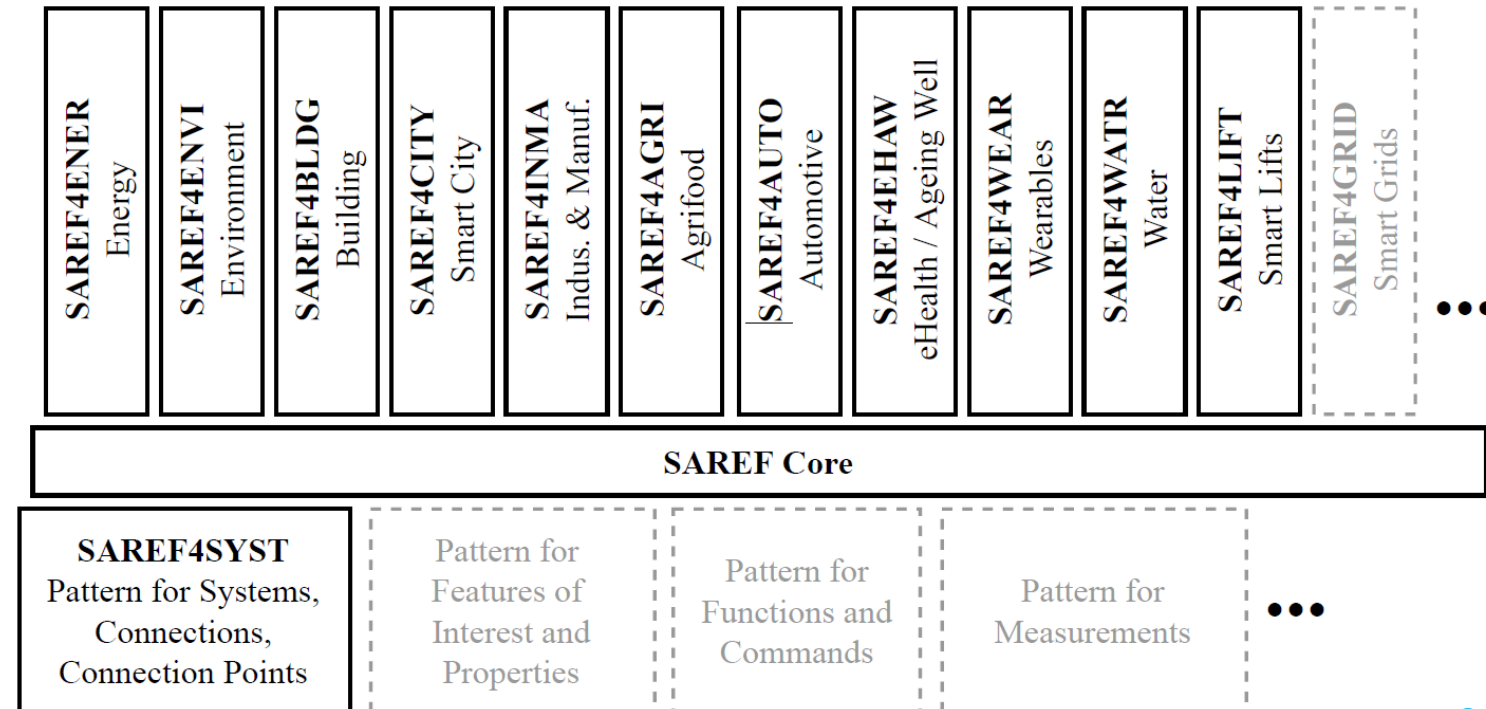 SAREF4ENER
Energy
SAREF4ENVI
Environment
SAREF4BLDG
Building
SAREF4CITY
Smart City
SAREF4INMA
Indus. & Manuf.
SAREF4AGRI
Agrifood
SAREF4AUTO
Automotive
SAREF4EHAW
eHealth / Ageing Well
SAREF4WEAR
Wearables
SAREF4WATR
Water
SAREF4LIFT
Smart Lifts
SAREF4GRID
Smart Grids
•••
SAREF Core
SAREF4SYST
Pattern for Systems,
Connections,
Connection Points
Pattern for
Features of
Interest and
Properties
Pattern for
Functions and
Commands
Pattern for
Measurements
•••